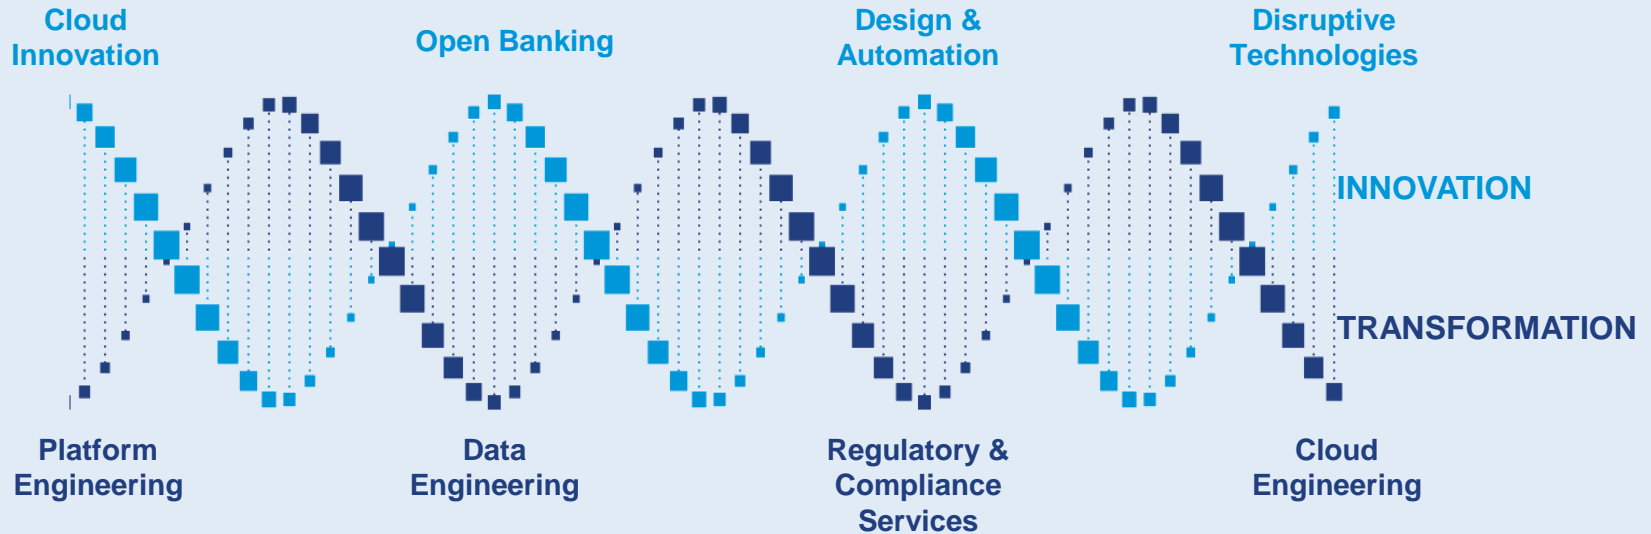 Cloud
Innovation
Open Banking
Design &
Automation
Disruptive
Technologies
INNOVATION
TRANSFORMATION
Platform
Engineering
Data
Engineering
Regulatory &
Compliance
Services
Cloud
Engineering